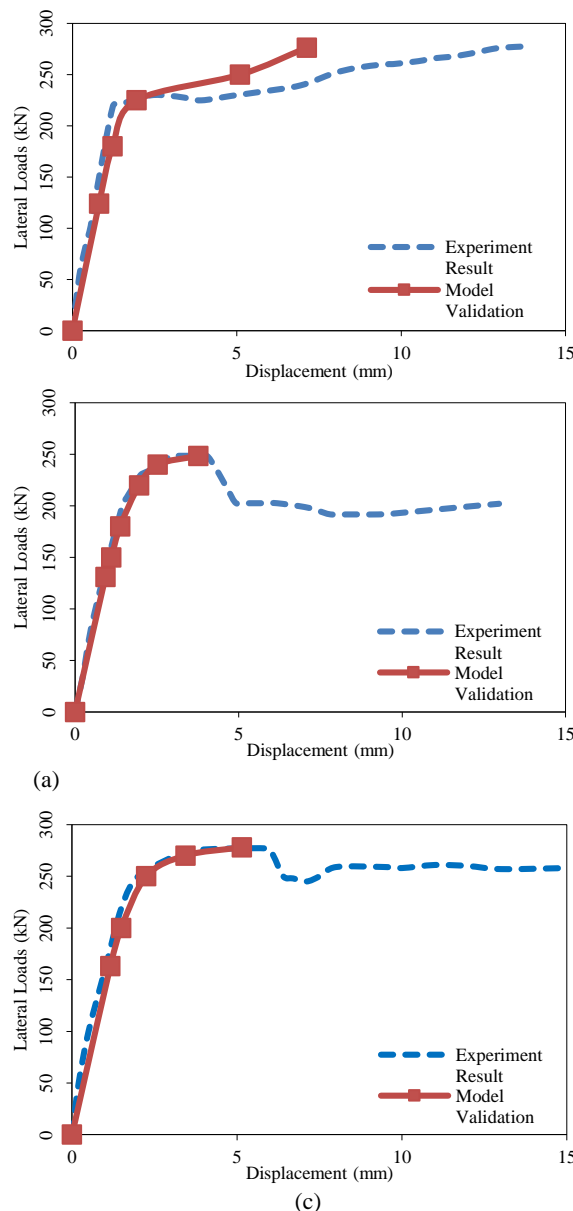 300
250
200
150
100
50
0
Lateral Loads (kN)
Experiment
Result
Model
Validation
0 5 10 15
Displacement (mm)
300
250
200
150
100
50
0
Lateral Loads (kN)
Experiment
Result
Model
Validation
0 5 10 15
Displacement (mm)
(a)
300
250
200
150
100
50
0
Lateral Loads (kN)
Experiment
Result
Model
Validation
0 5 10 15
Displacement (mm)
(c)